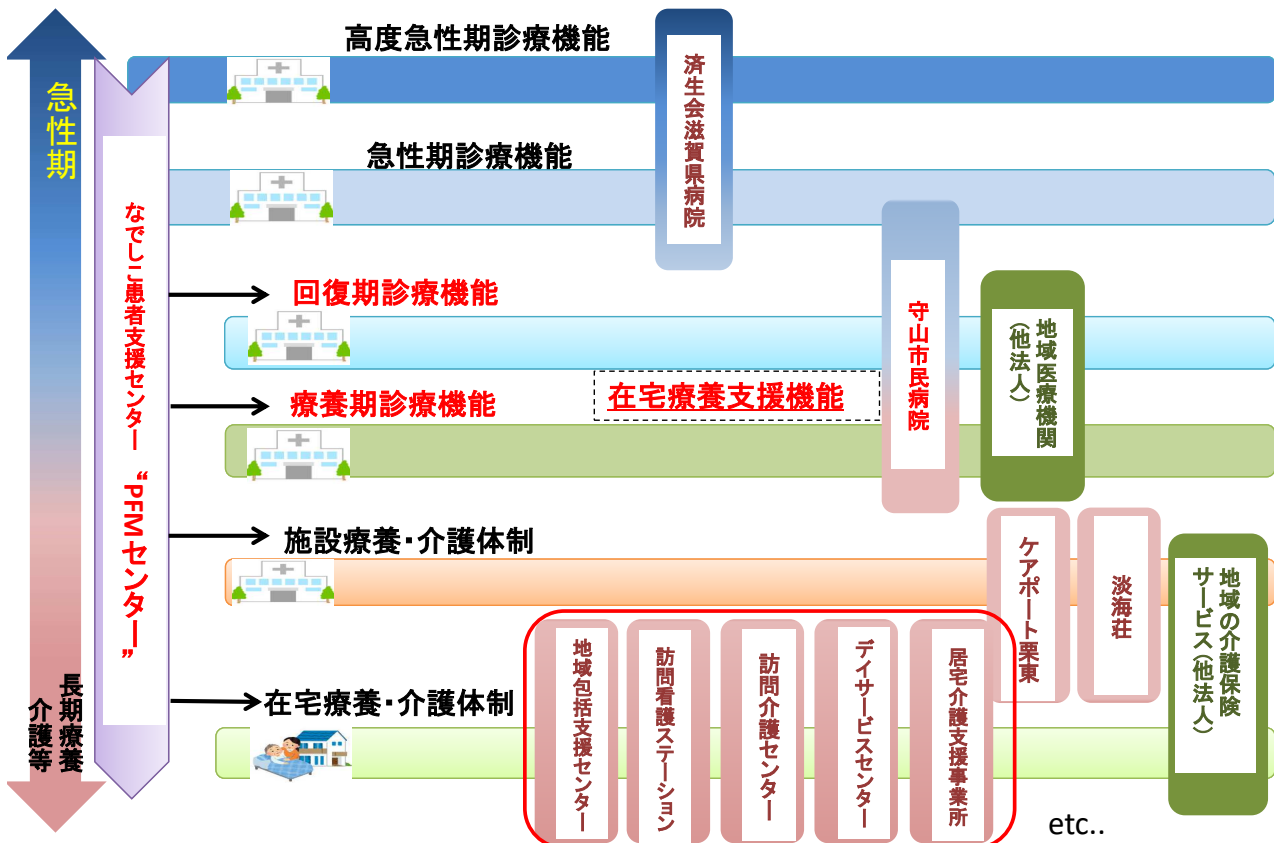 急性期
長期療養
介護等
なでしこ患者支援センター “PFMセンター”
高度急性期診療機能
急性期診療機能
回復期診療機能
療養期診療機能
在宅療養支援機能
施設療養・介護体制
在宅療養・介護体制
済生会滋賀県病院
守山市民病院
地域医療機関
(他法人)
ケアポート栗東
淡海荘
地域の介護保険
サービス(他法人)
地域包括支援センター
訪問看護ステーション
訪問介護センター
デイサービスセンター
居宅介護支援事業所
etc..